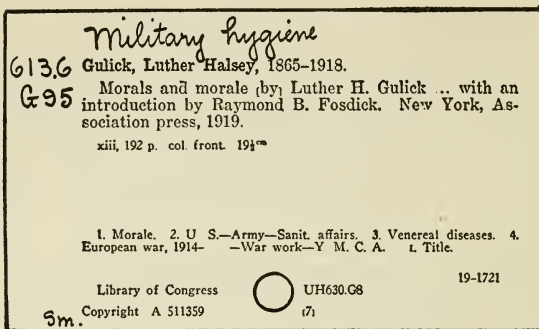 Military hygiene
613.6 Gulick, Luther Halsey, 1865-1918.
G95 Morals and morale [by] Luther H. Gulick ... with an
introduction by Raymond B. Fosdick. New York, As-
sociation press, 1919.
xiii, 192 p. col. front. 19½ᶜᵐ
1. Morale. 2. U S.—Army—Sanit. affairs. 3. Venereal diseases. 4.
European war, 1914- —War work—Y M. C. A. I. Title.
19-1721
Library of Congress UH630.G8
Sm. Copyright A 511359 [7]